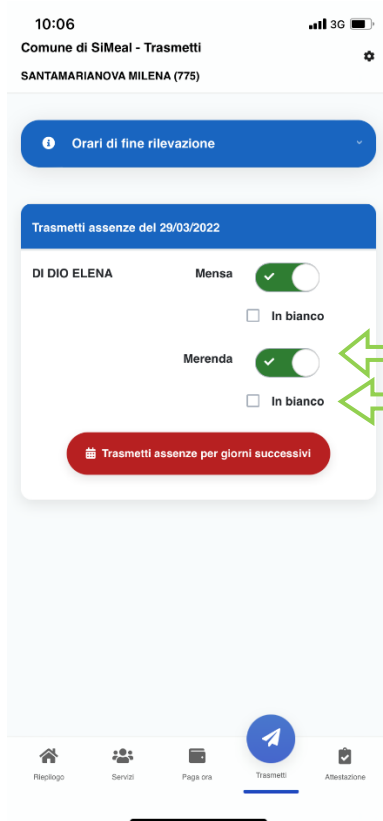 10:06
3G
Comune di SiMeal - Trasmetti
SANTAMARIANOVA MILENA (775)
Orari di fine rilevazione
Trasmetti assenze del 29/03/2022
DI DIO ELENA Mensa
In bianco
Merenda
In bianco
Trasmetti assenze per giorni successivi
Riepilogo Servizi Paga ora Trasmetti Attestazione